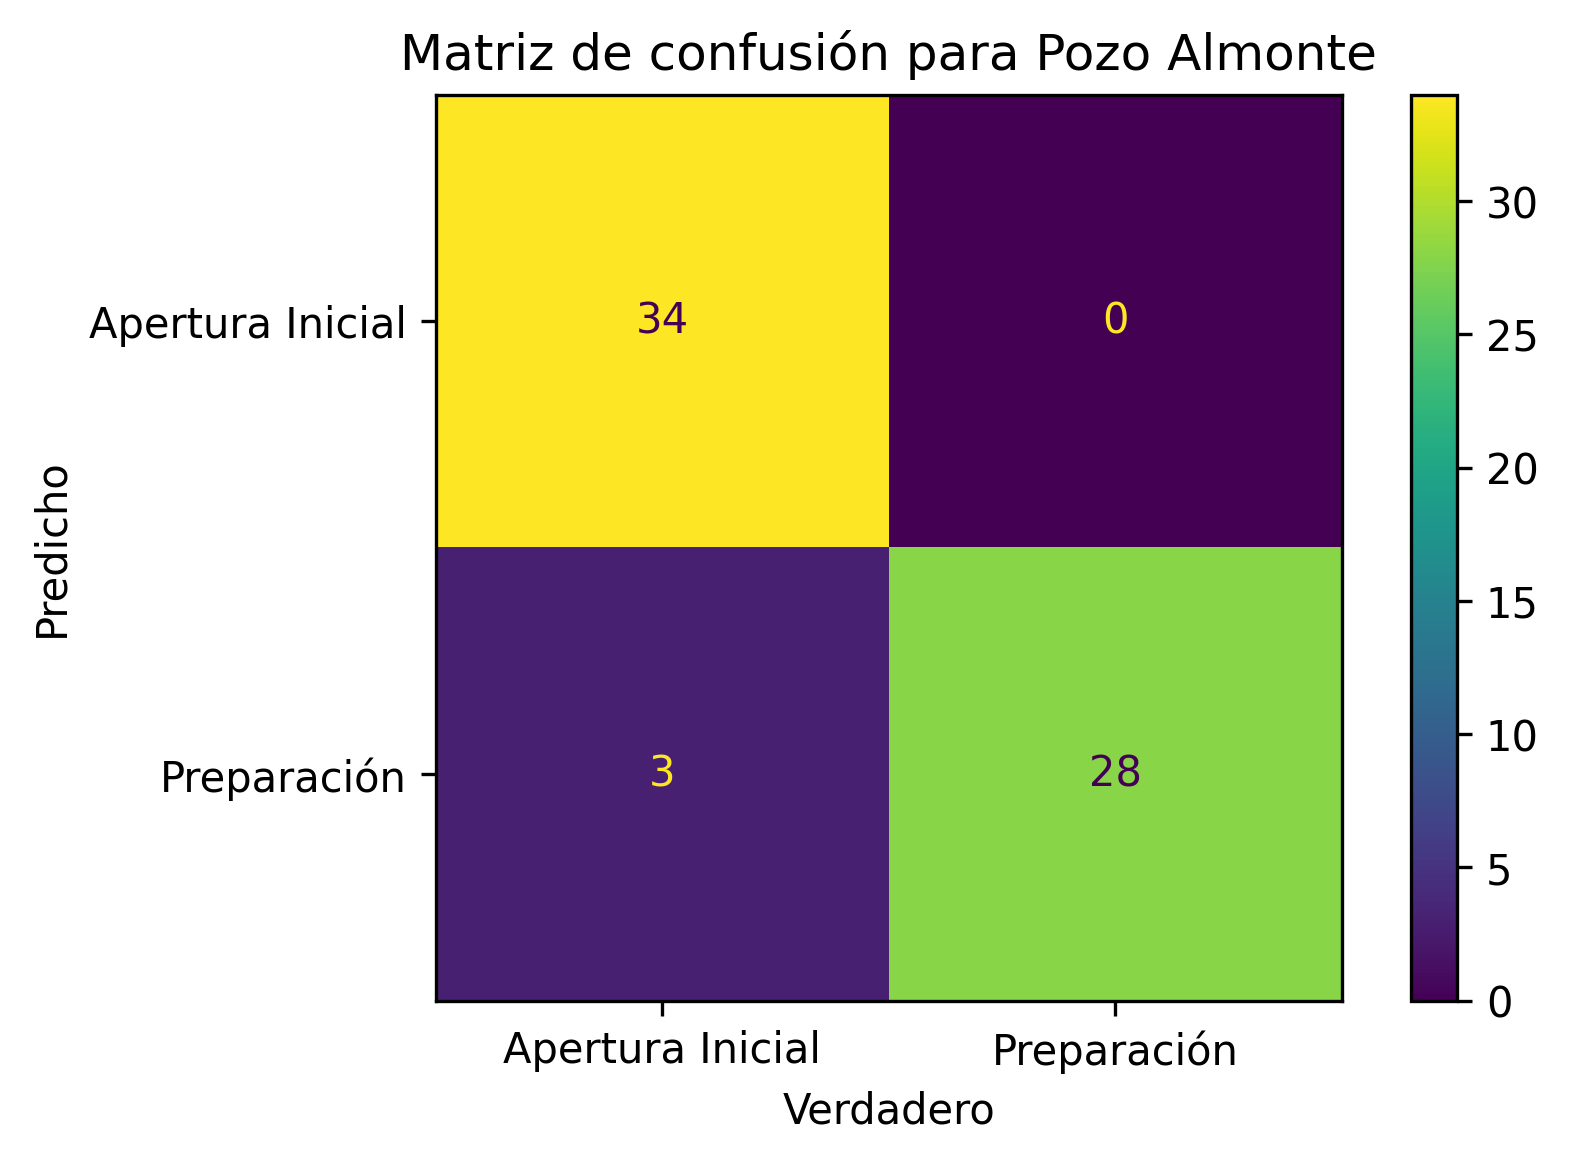 Matriz de confusión para Pozo Almonte
Predicho
Apertura Inicial
34
0
Preparación
3
28
Apertura Inicial
Preparación
Verdadero
30
25
20
15
10
5
0